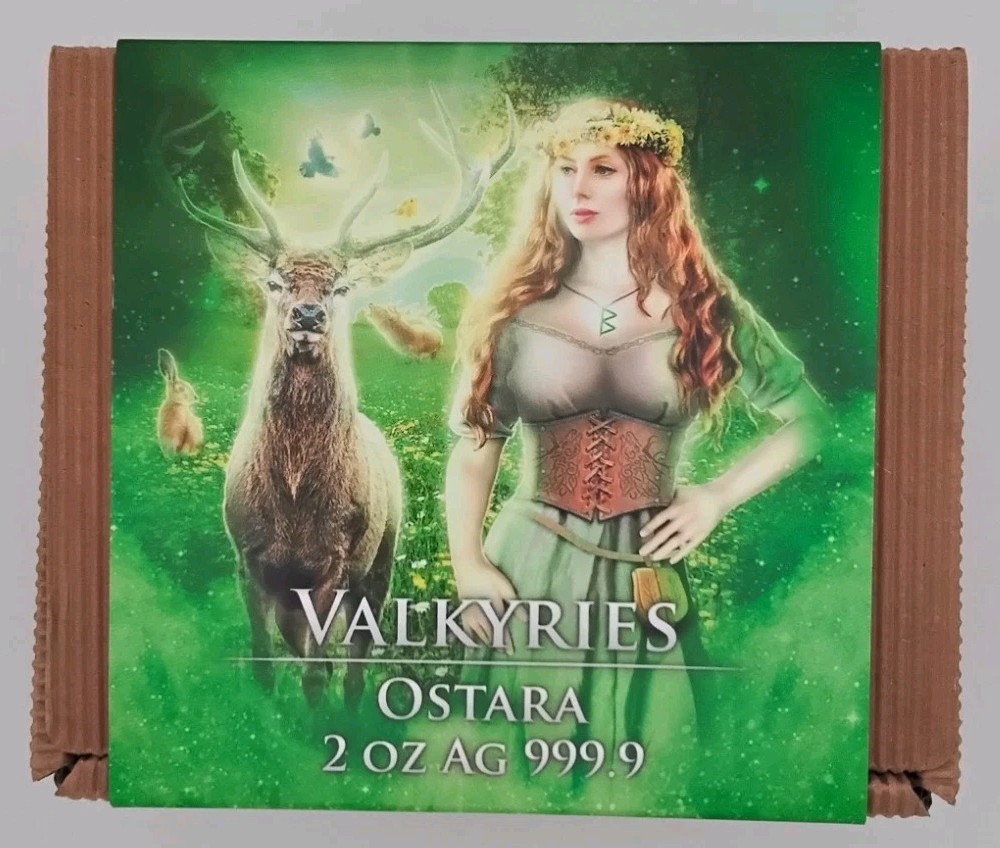 VALKYRIES
OSTARA
2 OZ AG 999.9